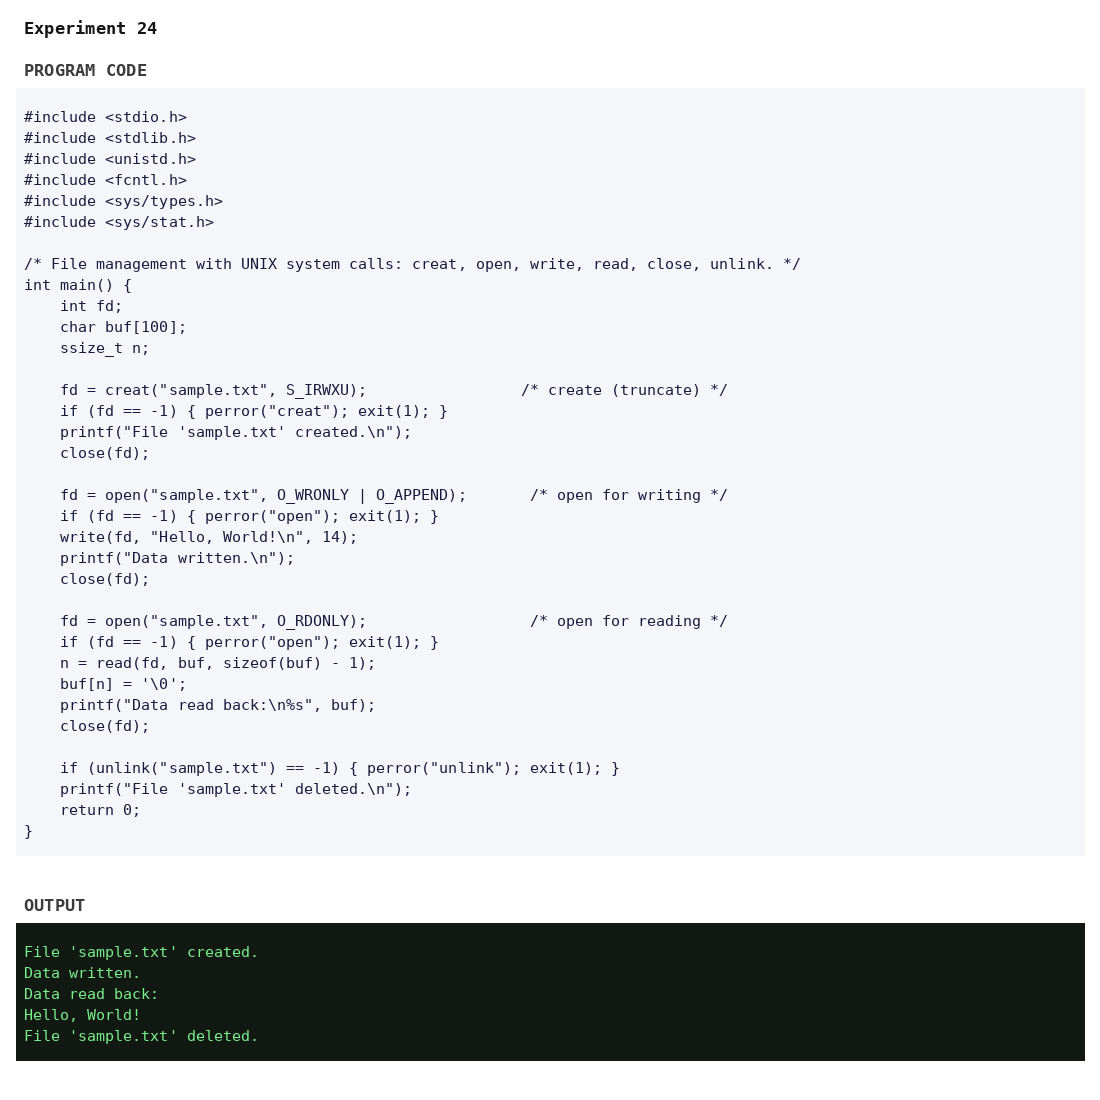 Experiment 24
PROGRAM CODE
#include <stdio.h>
#include <stdlib.h>
#include <unistd.h>
#include <fcntl.h>
#include <sys/types.h>
#include <sys/stat.h>

/* File management with UNIX system calls: creat, open, write, read, close, unlink. */
int main() {
    int fd;
    char buf[100];
    ssize_t n;

    fd = creat("sample.txt", S_IRWXU);                 /* create (truncate) */
    if (fd == -1) { perror("creat"); exit(1); }
    printf("File 'sample.txt' created.\n");
    close(fd);

    fd = open("sample.txt", O_WRONLY | O_APPEND);       /* open for writing */
    if (fd == -1) { perror("open"); exit(1); }
    write(fd, "Hello, World!\n", 14);
    printf("Data written.\n");
    close(fd);

    fd = open("sample.txt", O_RDONLY);                  /* open for reading */
    if (fd == -1) { perror("open"); exit(1); }
    n = read(fd, buf, sizeof(buf) - 1);
    buf[n] = '\0';
    printf("Data read back:\n%s", buf);
    close(fd);

    if (unlink("sample.txt") == -1) { perror("unlink"); exit(1); }
    printf("File 'sample.txt' deleted.\n");
    return 0;
}
OUTPUT
File 'sample.txt' created.
Data written.
Data read back:
Hello, World!
File 'sample.txt' deleted.